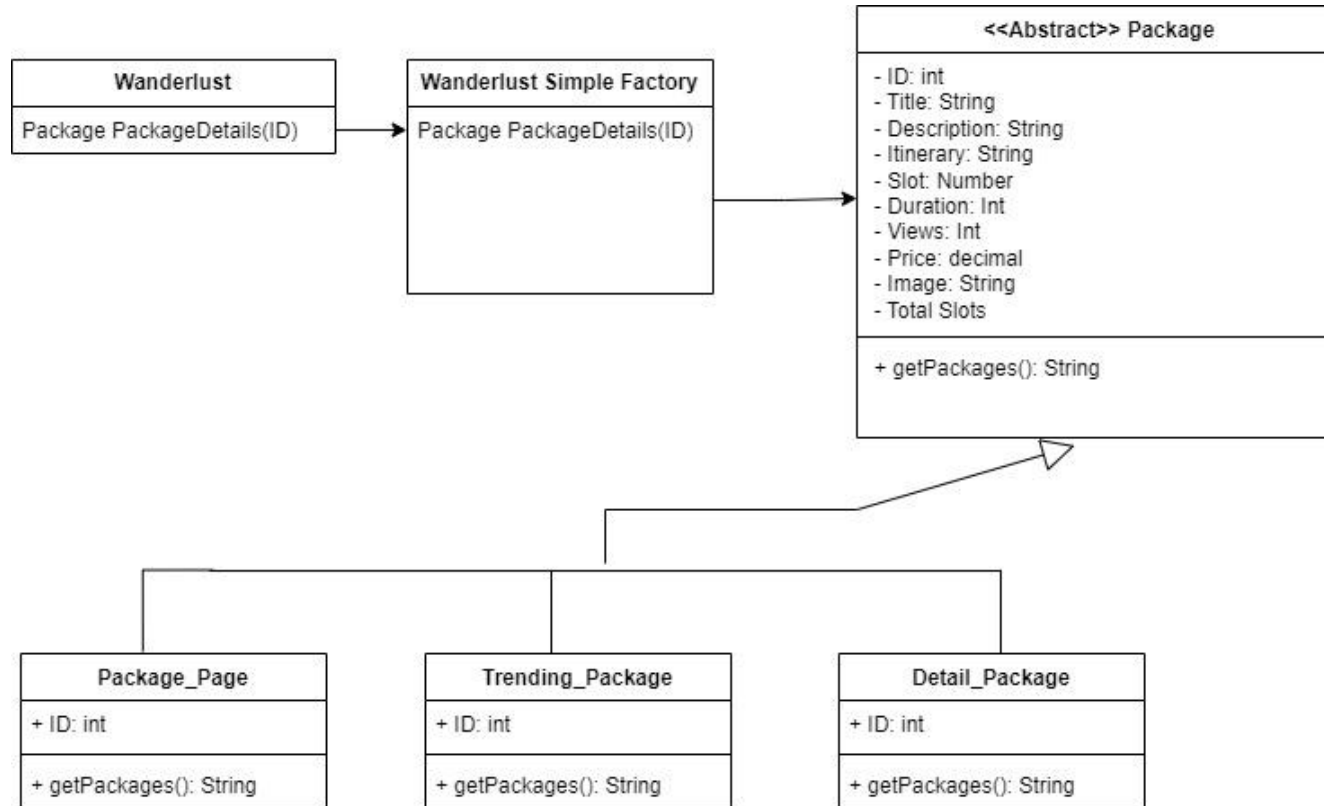 Wanderlust
Package PackageDetails(ID)
Wanderlust Simple Factory
Package PackageDetails(ID)
<<Abstract>> Package
- ID: int
- Title: String
- Description: String
- Itinerary: String
- Slot: Number
- Duration: Int
- Views: Int
- Price: decimal
- Image: String
- Total Slots
+ getPackages(): String
Package_Page
+ ID: int
+ getPackages(): String
Trending_Package
+ ID: int
+ getPackages(): String
Detail_Package
+ ID: int
+ getPackages(): String